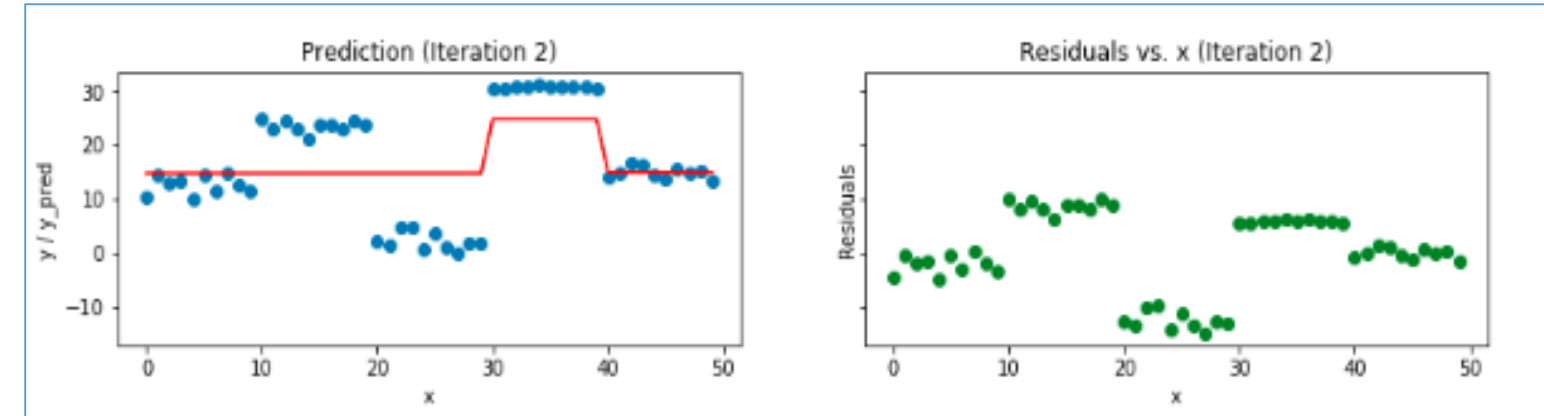 Prediction (Iteration 2)
y / y_pred
30
20
10
0
−10
0 10 20 30 40 50
x
Residuals vs. x (Iteration 2)
Residuals
0 10 20 30 40 50
x